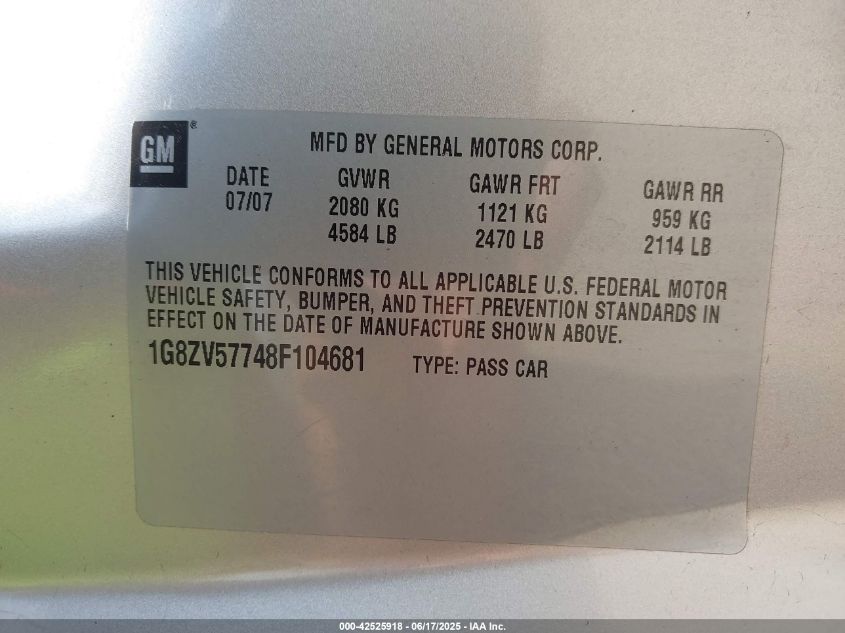 GM®
MFD BY GENERAL MOTORS CORP.
DATE GVWR GAWR FRT GAWR RR
07/07 2080 KG 1121 KG 959 KG
4584 LB 2470 LB 2114 LB
THIS VEHICLE CONFORMS TO ALL APPLICABLE U.S. FEDERAL MOTOR
VEHICLE SAFETY, BUMPER, AND THEFT PREVENTION STANDARDS IN
EFFECT ON THE DATE OF MANUFACTURE SHOWN ABOVE.
1G8ZV57748F104681 TYPE: PASS CAR
000-42525918 - 06/17/2025 - IAA Inc.